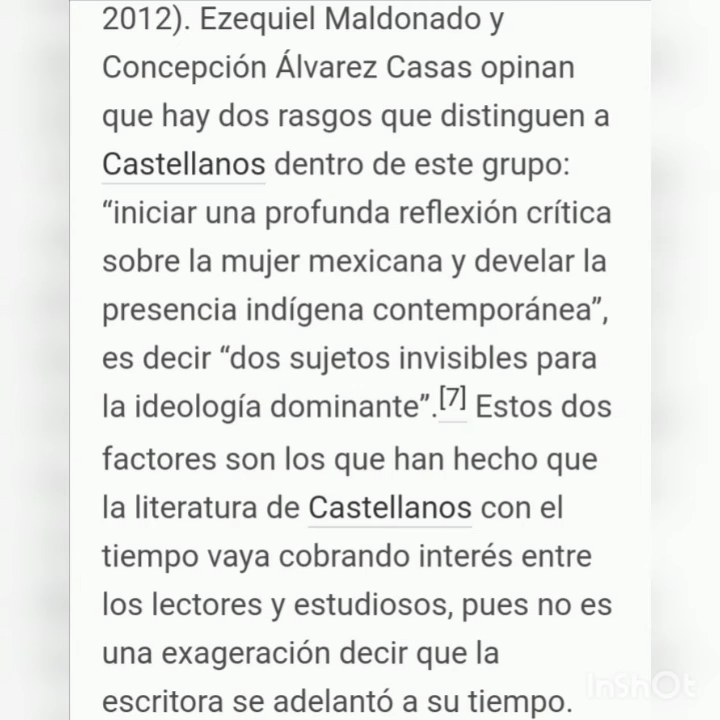 2012). Ezequiel Maldonado y
Concepción Álvarez Casas opinan
que hay dos rasgos que distinguen a
Castellanos dentro de este grupo:
“iniciar una profunda reflexión crítica
sobre la mujer mexicana y develar la
presencia indígena contemporánea”,
es decir “dos sujetos invisibles para
la ideología dominante”.[7] Estos dos
factores son los que han hecho que
la literatura de Castellanos con el
tiempo vaya cobrando interés entre
los lectores y estudiosos, pues no es
una exageración decir que la
escritora se adelantó a su tiempo.
InShOt